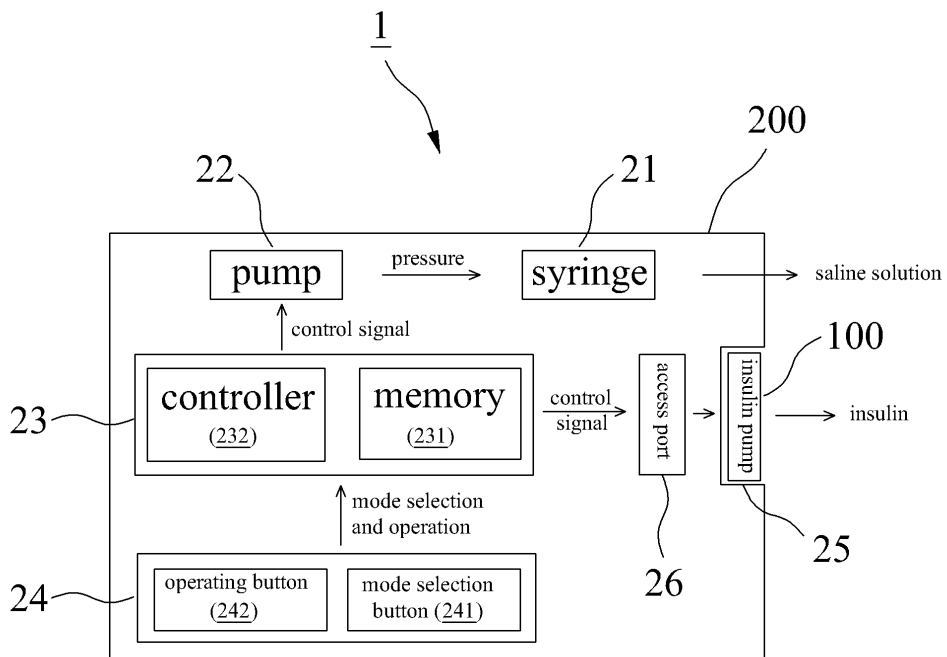 1
200
22
21
pump
pressure
syringe
saline solution
control signal
100
controller
(232)
memory
(231)
23
control
signal
access port
insulin pump
insulin
mode selection
and operation
25
26
24
operating button
(242)
mode selection
button (241)